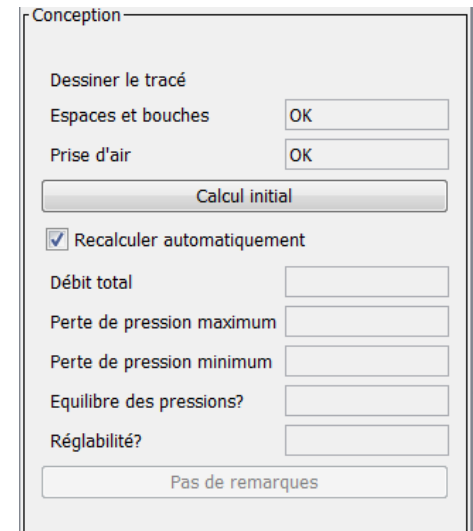 Conception
Dessiner le tracé
Espaces et bouches OK
Prise d'air OK
Calcul initial
Recalculer automatiquement
Débit total
Perte de pression maximum
Perte de pression minimum
Equilibre des pressions?
Réglabilité?
Pas de remarques